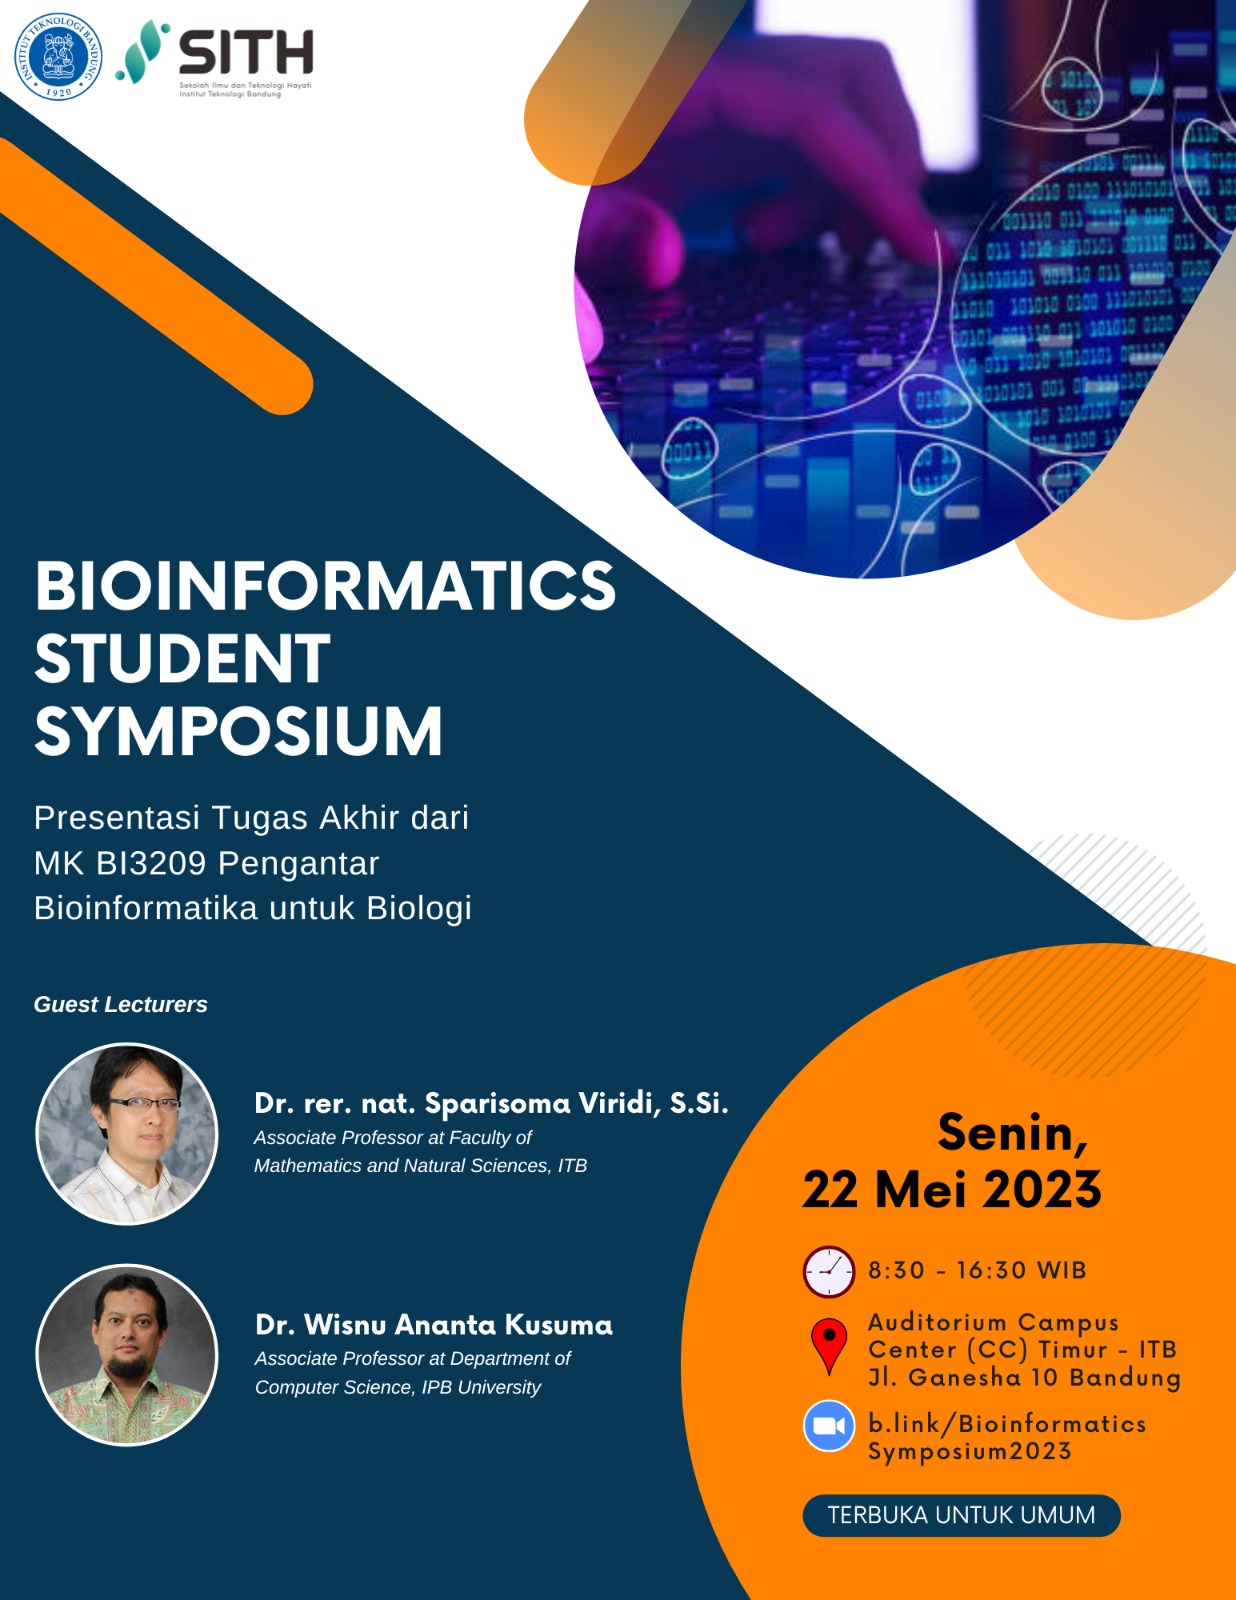 INSTITUT TEKNOLOGI BANDUNG
1920
SITH
Sekolah Ilmu dan Teknologi Hayati
Institut Teknologi Bandung
BIOINFORMATICS
STUDENT
SYMPOSIUM
Presentasi Tugas Akhir dari
MK BI3209 Pengantar
Bioinformatika untuk Biologi
Guest Lecturers
Dr. rer. nat. Sparisoma Viridi, S.Si.
Associate Professor at Faculty of
Mathematics and Natural Sciences, ITB
Dr. Wisnu Ananta Kusuma
Associate Professor at Department of
Computer Science, IPB University
Senin,
22 Mei 2023
8:30 - 16:30 WIB
Auditorium Campus
Center (CC) Timur - ITB
Jl. Ganesha 10 Bandung
b.link/Bioinformatics
Symposium2023
TERBUKA UNTUK UMUM